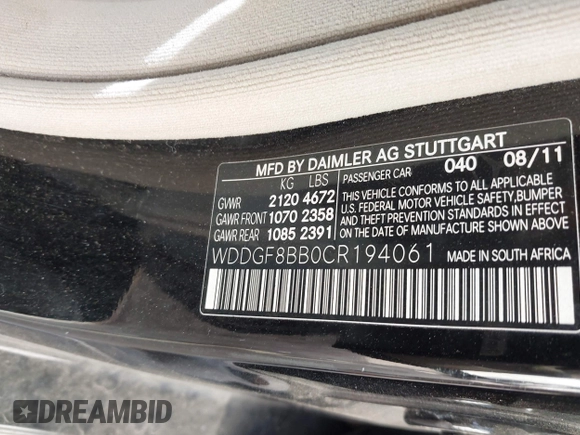 MFD BY DAIMLER AG STUTTGART
KG LBS PASSENGER CAR 040 08/11
GVWR 2120 4672
GAWR FRONT 1070 2358
GAWR REAR 1085 2391
THIS VEHICLE CONFORMS TO ALL APPLICABLE
U.S. FEDERAL MOTOR VEHICLE SAFETY,BUMPER
AND THEFT PREVENTION STANDARDS IN EFFECT
ON THE DATE OF MANUFACTURE SHOWN ABOVE.
WDDGF8BB0CR194061 MADE IN SOUTH AFRICA
DREAMBID